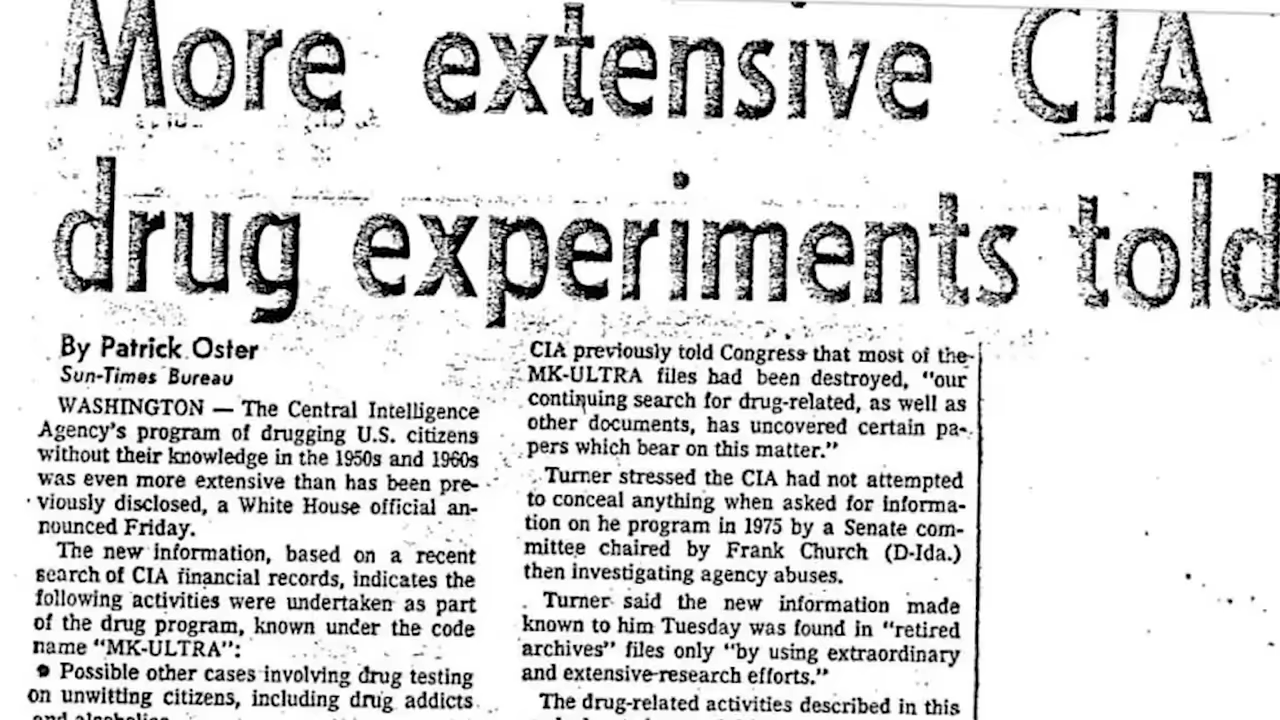 More extensive CIA
drug experiments told
By Patrick Oster
Sun-Times Bureau
WASHINGTON — The Central Intelligence
Agency's program of drugging U.S. citizens
without their knowledge in the 1950s and 1960s
was even more extensive than has been pre-
viously disclosed, a White House official an-
nounced Friday.
The new information, based on a recent
search of CIA financial records, indicates the
following activities were undertaken as part
of the drug program, known under the code
name "MK-ULTRA":
• Possible other cases involving drug testing
on unwitting citizens, including drug addicts
and alcoholics
CIA previously told Congress that most of the
MK-ULTRA files had been destroyed, "our
continuing search for drug-related, as well as
other documents, has uncovered certain pa-
pers which bear on this matter."
Turner stressed the CIA had not attempted
to conceal anything when asked for informa-
tion on he program in 1975 by a Senate com-
mittee chaired by Frank Church (D-Ida.)
then investigating agency abuses.
Turner said the new information made
known to him Tuesday was found in "retired
archives" files only "by using extraordinary
and extensive research efforts."
The drug-related activities described in this